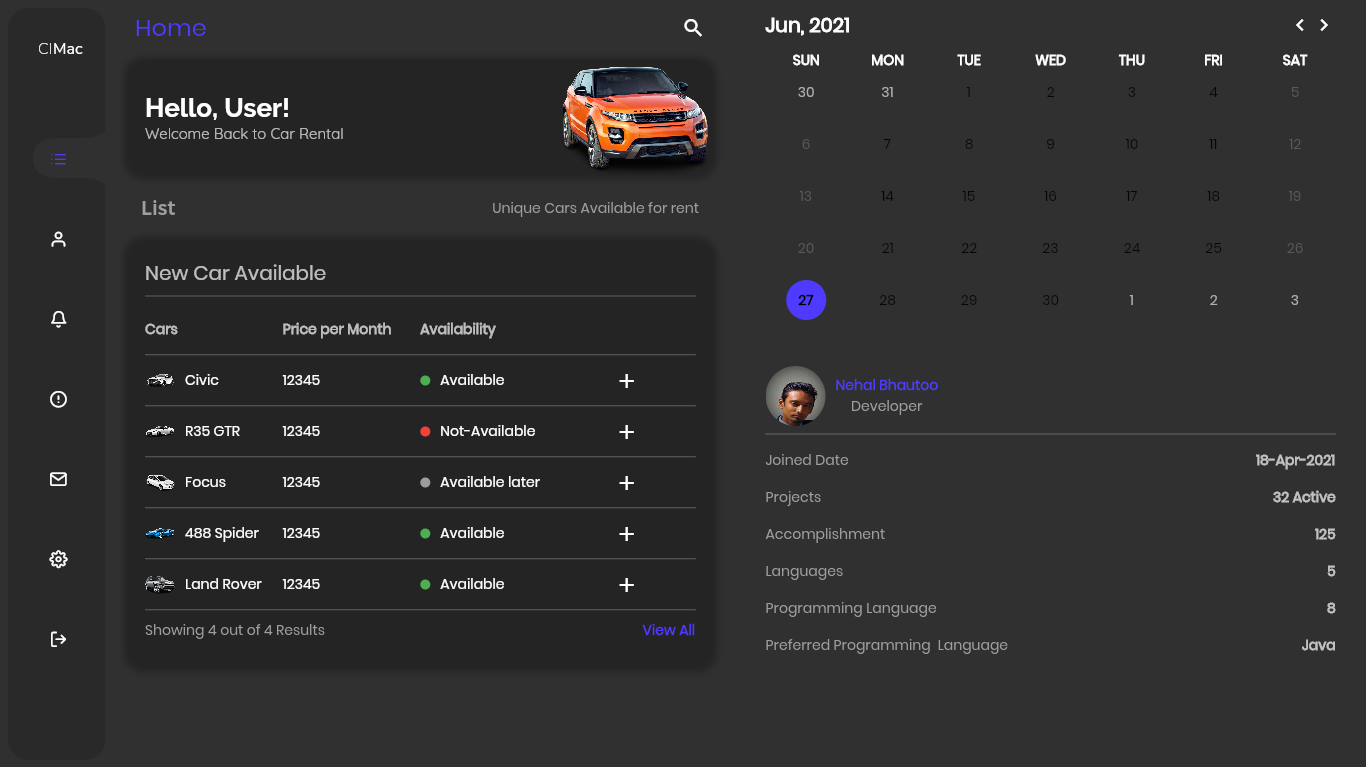 CIMac
Home
Hello, User!
Welcome Back to Car Rental
List
Unique Cars Available for rent
New Car Available
Cars Price per Month Availability
Civic 12345 Available +
R35 GTR 12345 Not-Available +
Focus 12345 Available later +
488 Spider 12345 Available +
Land Rover 12345 Available +
Showing 4 out of 4 Results View All
Jun, 2021
SUN MON TUE WED THU FRI SAT
30 31 1 2 3 4 5
6 7 8 9 10 11 12
13 14 15 16 17 18 19
20 21 22 23 24 25 26
27 28 29 30 1 2 3
Nehal Bhautoo
Developer
Joined Date 18-Apr-2021
Projects 32 Active
Accomplishment 125
Languages 5
Programming Language 8
Preferred Programming Language Java